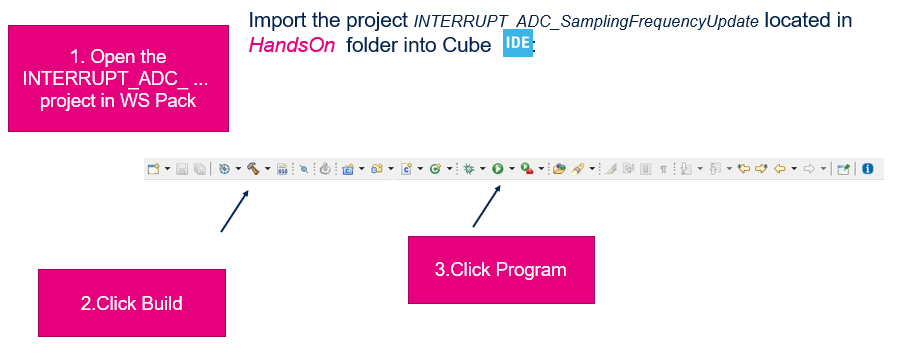 Import the project INTERRUPT_ADC_SamplingFrequencyUpdate located in
HandsOn folder into Cube IDE:
1. Open the
INTERRUPT_ADC_ ...
project in WS Pack
2.Click Build
3.Click Program